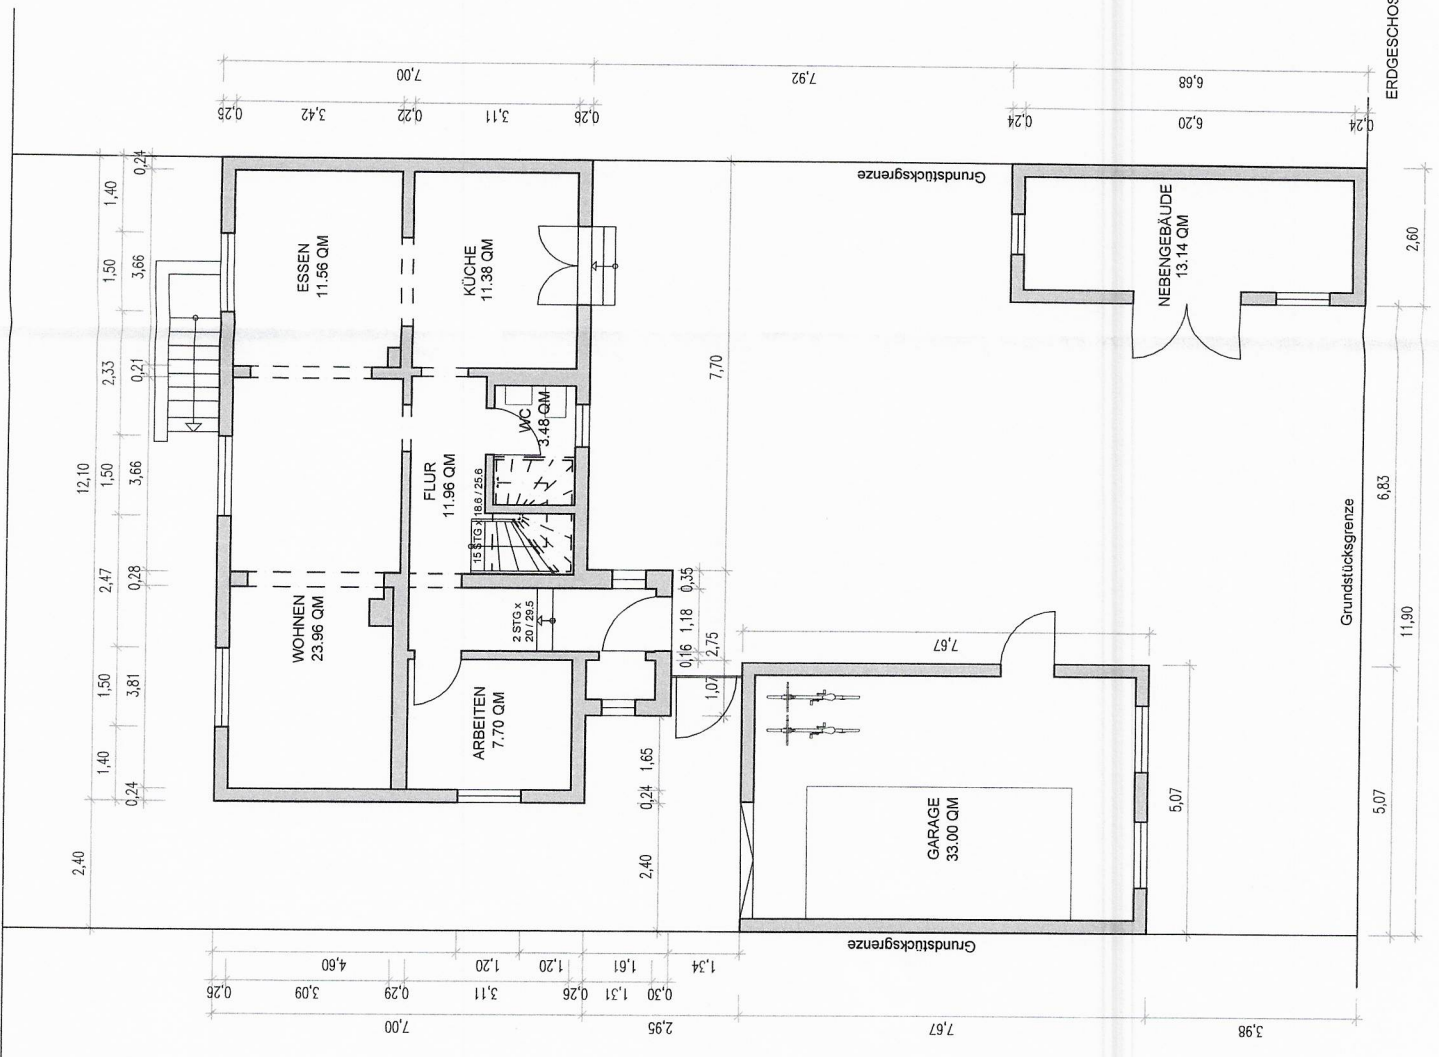 ERDGESCHOS
7,00
7,92
6,68
0,26
3,42
0,22
3,11
0,26
0,24
6,20
0,24
0,24
1,40
1,50
3,66
2,33
0,21
12,10
1,50
3,66
2,47
0,28
1,50
3,81
1,40
0,24
2,40
ESSEN
11.56 QM
KÜCHE
11.38 QM
WC
3.48 QM
FLUR
11.96 QM
15 STG x 18.6 / 25.6
WOHNEN
23.96 QM
2 STG x
20 / 29.5
ARBEITEN
7.70 QM
Grundstücksgrenze
NEBENGEBÄUDE
13.14 QM
2,60
7,70
6,83
11,90
Grundstücksgrenze
0,35
1,18
0,16
2,75
1,07
1,65
0,24
2,40
7,67
GARAGE
33.00 QM
5,07
5,07
Grundstücksgrenze
4,60
1,20
1,20
1,61
1,34
0,26
3,09
0,29
3,11
0,26
1,31
0,30
7,00
2,95
7,67
3,98